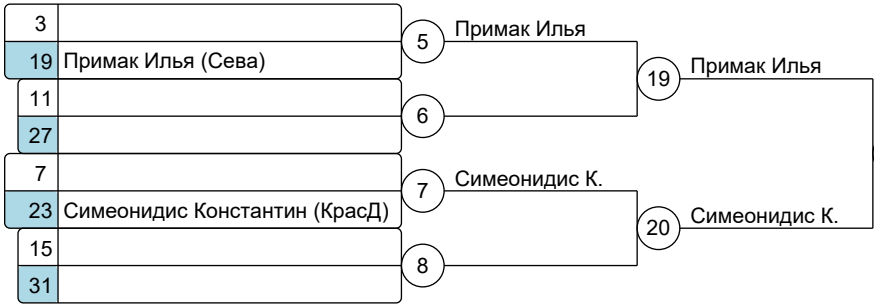 3
19 Примак Илья (Сева)
5 Примак Илья
11
27
6
19 Примак Илья
7
23 Симеонидис Константин (КрасД)
7 Симеонидис К.
15
31
8
20 Симеонидис К.